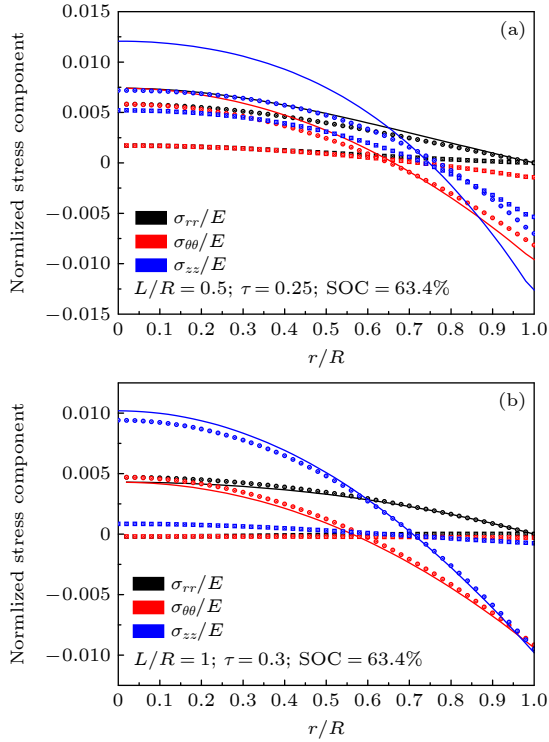 0.015
(a)
0.010
0.005
0
−0.005
−0.010
−0.015
Normlized stress component
σrr/E
σθθ/E
σzz/E
L/R = 0.5; τ = 0.25; SOC = 63.4%
0 0.1 0.2 0.3 0.4 0.5 0.6 0.7 0.8 0.9 1.0
r/R
(b)
0.010
0.005
0
−0.005
−0.010
Normlized stress component
σrr/E
σθθ/E
σzz/E
L/R = 1; τ = 0.3; SOC = 63.4%
0 0.1 0.2 0.3 0.4 0.5 0.6 0.7 0.8 0.9 1.0
r/R